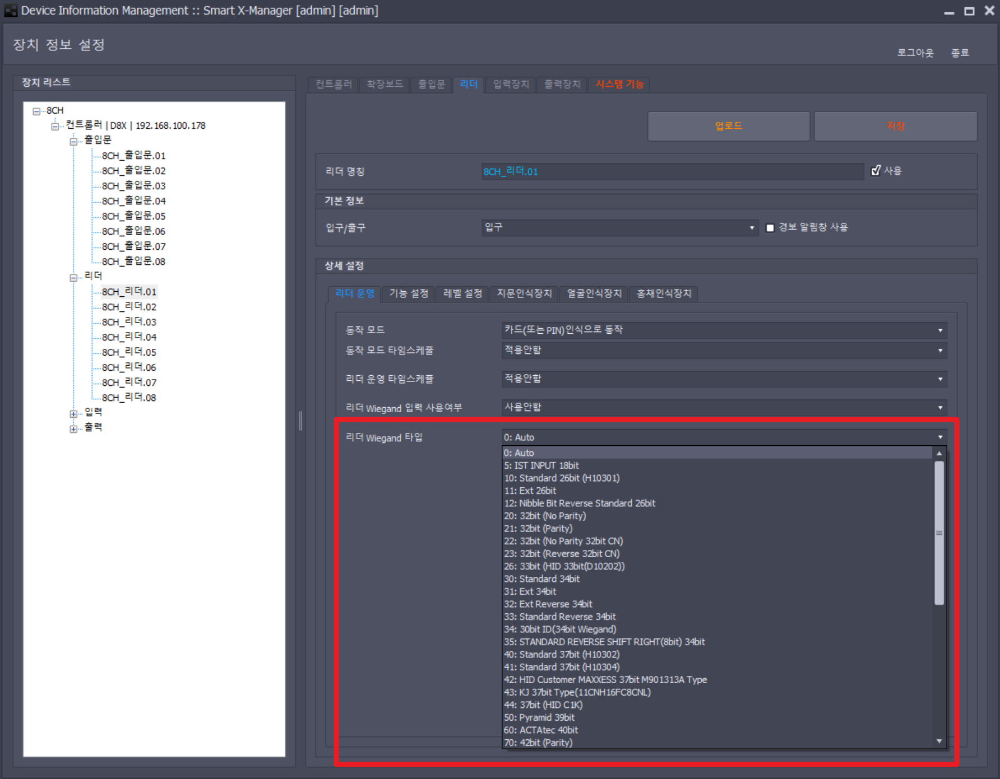 Device Information Management :: Smart X-Manager [admin] [admin]
장치 정보 설정
로그아웃 종료
장치 리스트
8CH
컨트롤러 | D8X | 192.168.100.178
출입문
8CH_출입문.01
8CH_출입문.02
8CH_출입문.03
8CH_출입문.04
8CH_출입문.05
8CH_출입문.06
8CH_출입문.07
8CH_출입문.08
리더
8CH_리더.01
8CH_리더.02
8CH_리더.03
8CH_리더.04
8CH_리더.05
8CH_리더.06
8CH_리더.07
8CH_리더.08
입력
출력
컨트롤러 확장보드 출입문 리더 입력장치 출력장치 시스템 기능
업로드 저장
리더 명칭 8CH_리더.01 사용
기본 정보
입구/출구 입구 경보 알림창 사용
상세 설정
리더 운영 기능 설정 레벨 설정 지문인식장치 얼굴인식장치 홍채인식장치
동작 모드 카드(또는 PIN)인식으로 동작
동작 모드 타임스케쥴 적용안함
리더 운영 타임스케쥴 적용안함
리더 Wiegand 입력 사용여부 사용안함
리더 Wiegand 타입 0: Auto
0: Auto
5: IST INPUT 18bit
10: Standard 26bit (H10301)
11: Ext 26bit
12: Nibble Bit Reverse Standard 26bit
20: 32bit (No Parity)
21: 32bit (Parity)
22: 32bit (No Parity 32bit CN)
23: 32bit (Reverse 32bit CN)
26: 33bit (HID 33bit(D10202))
30: Standard 34bit
31: Ext 34bit
32: Ext Reverse 34bit
33: Standard Reverse 34bit
34: 30bit ID(34bit Wiegand)
35: STANDARD REVERSE SHIFT RIGHT(8bit) 34bit
40: Standard 37bit (H10302)
41: Standard 37bit (H10304)
42: HID Customer MAXXESS 37bit M901313A Type
43: KJ 37bit Type(11CNH16FC8CNL)
44: 37bit (HID C1K)
50: Pyramid 39bit
60: ACTAtec 40bit
70: 42bit (Parity)